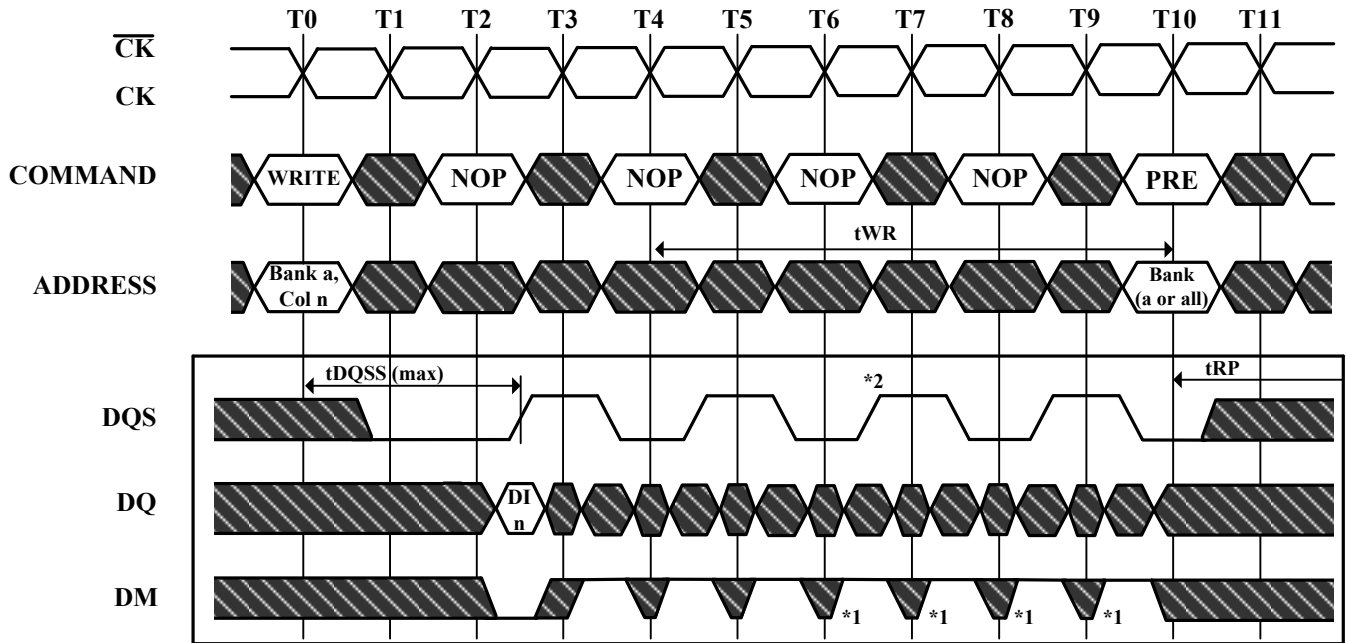 T0 T1 T2 T3 T4 T5 T6 T7 T8 T9 T10 T11
CK
CK
COMMAND WRITE NOP NOP NOP NOP PRE
tWR
ADDRESS Bank a, Bank
Col n (a or all)
tDQSS (max) *2 tRP
DQS
DQ DI
n
DM
*1 *1 *1 *1